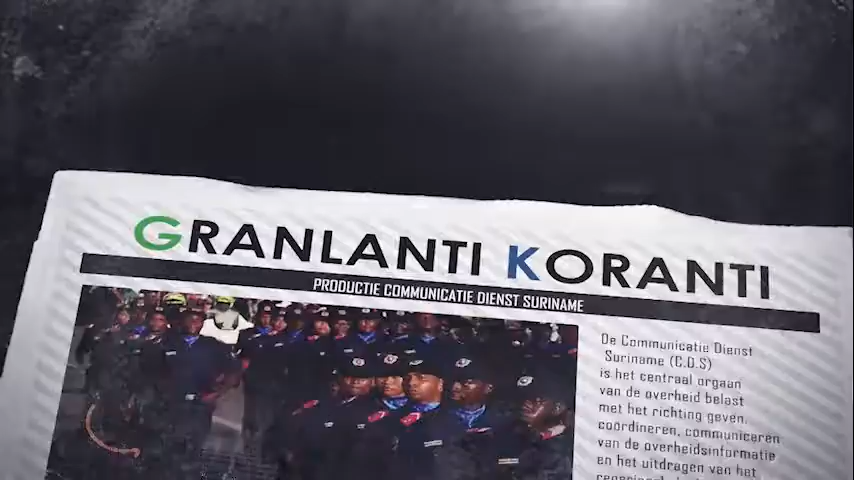 GRANLANTI KORANTI
PRODUCTIE COMMUNICATIE DIENST SURINAME
De Communicatie Dienst
Suriname (C.D.S)
is het centraal orgaan
van de overheid belast
met het richting geven,
coördineren, communiceren
van de overheidsinformatie
en het uitdragen van het